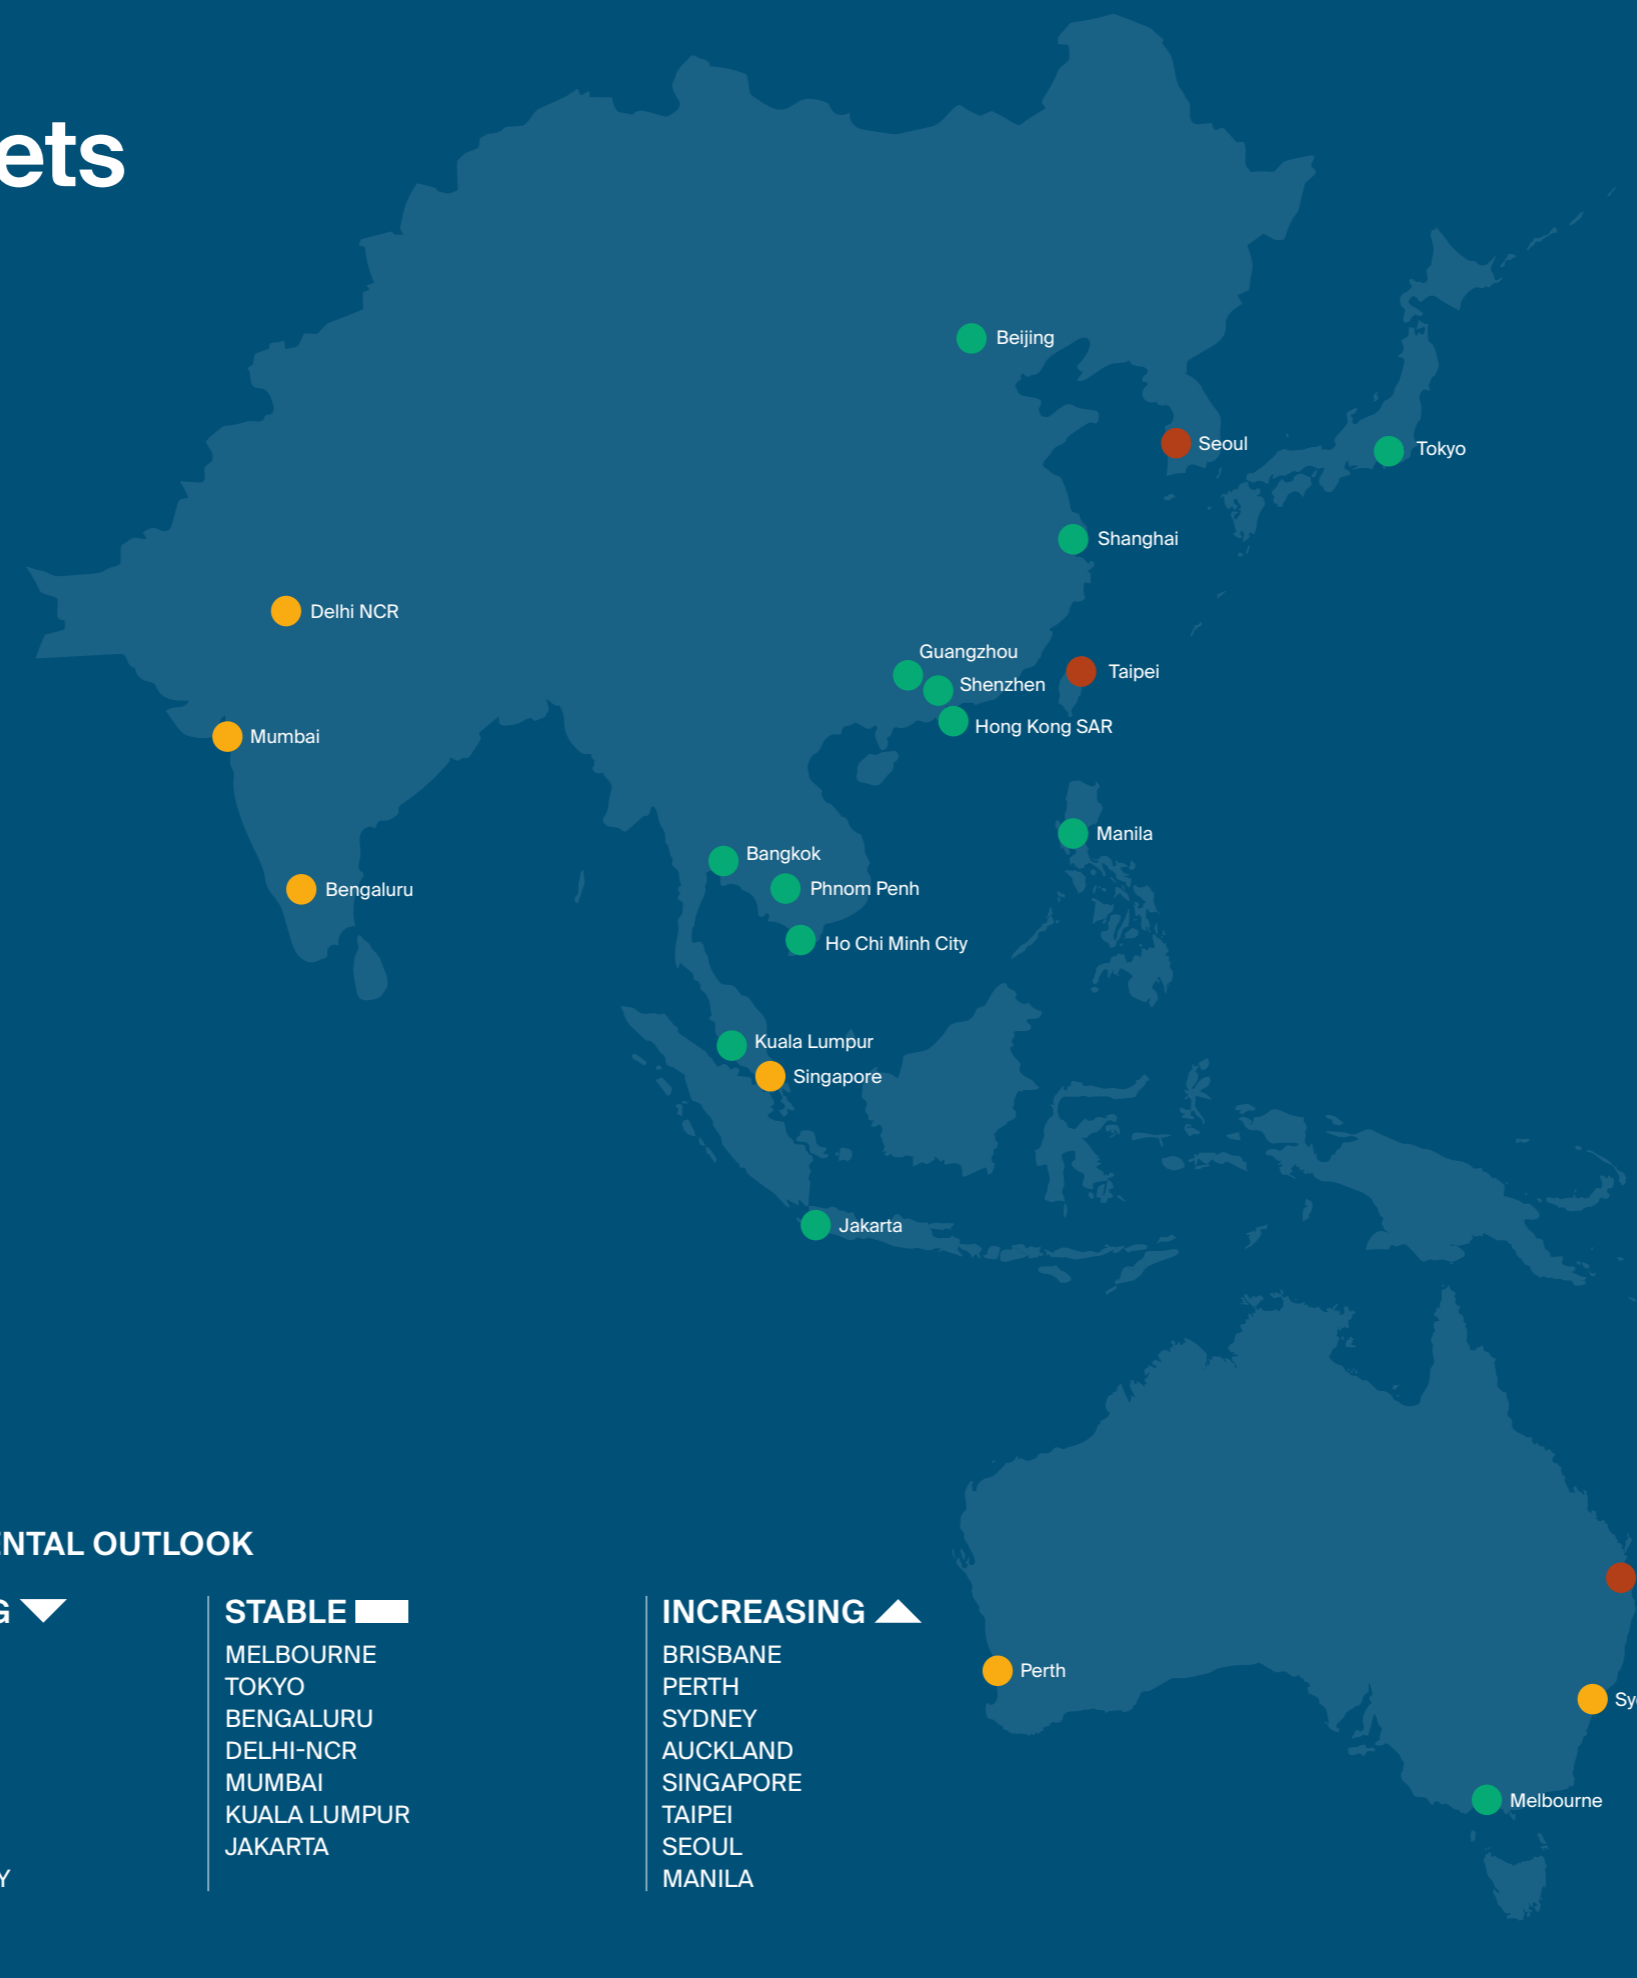 ets
Beijing
Seoul
Tokyo
Shanghai
Delhi NCR
Guangzhou
Taipei
Shenzhen
Hong Kong SAR
Mumbai
Manila
Bangkok
Phnom Penh
Bengaluru
Ho Chi Minh City
Kuala Lumpur
Singapore
Jakarta
Perth
Sy
Melbourne
ENTAL OUTLOOK
G
Y
STABLE
MELBOURNE
TOKYO
BENGALURU
DELHI-NCR
MUMBAI
KUALA LUMPUR
JAKARTA
INCREASING
BRISBANE
PERTH
SYDNEY
AUCKLAND
SINGAPORE
TAIPEI
SEOUL
MANILA